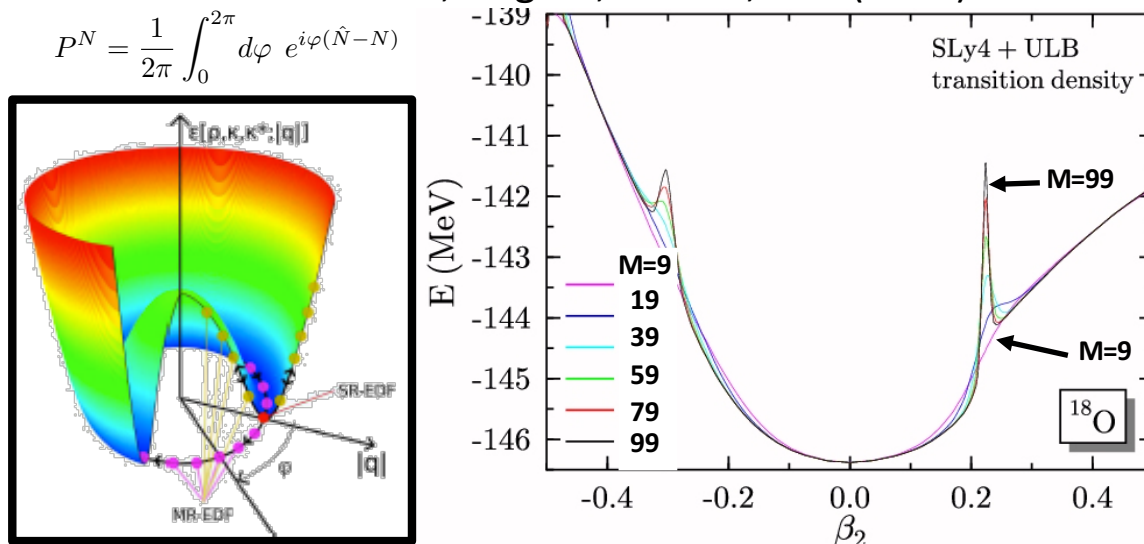 P^N = \frac{1}{2\pi} \int_0^{2\pi} d\varphi \ e^{i\varphi(\hat{N}-N)}
ε[ρ,κ,κ*;|q|]
SR-EDF
|q|
φ
MR-EDF
-139
-140
-141
-142
-143
-144
-145
-146
E (MeV)
SLy4 + ULB
transition density
M=99
M=9
19
39
59
79
99
M=9
18O
-0.4
-0.2
0.0
0.2
0.4
β2